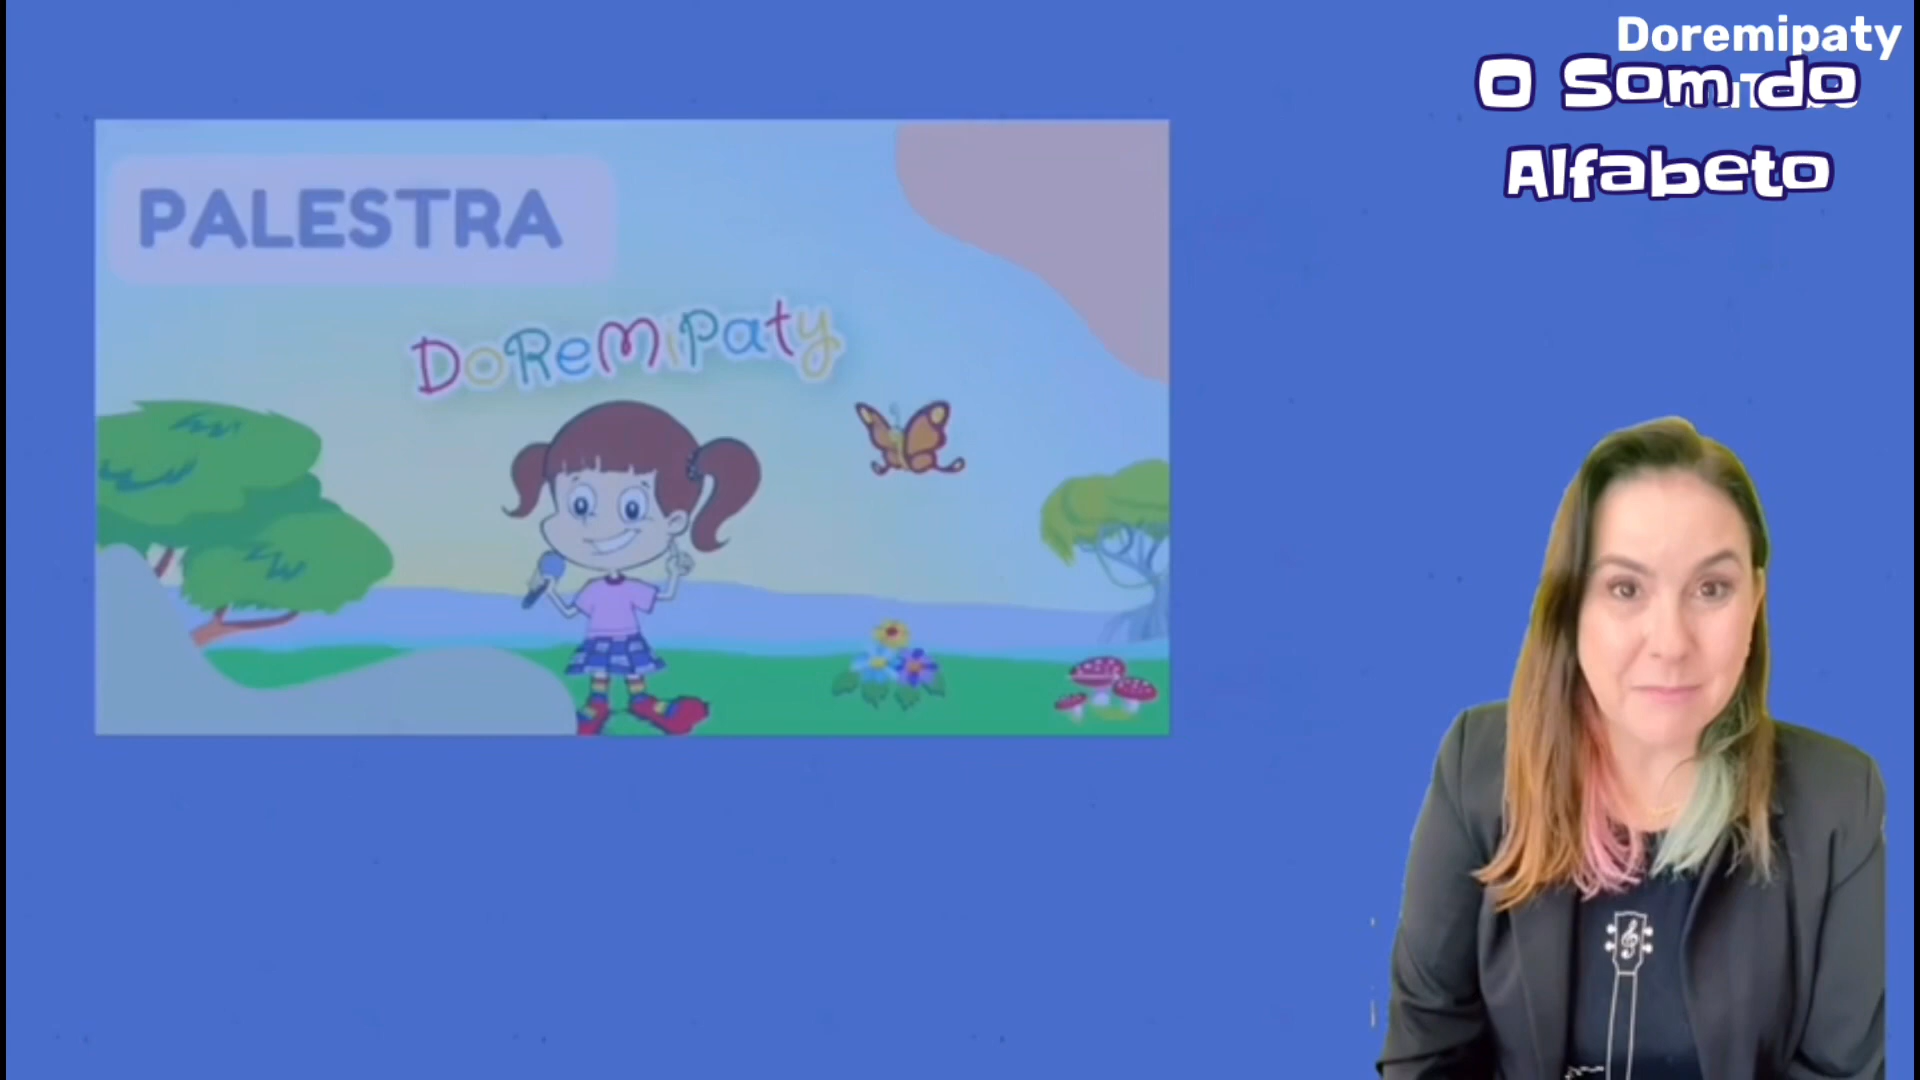 Doremipaty
O Som do
Alfabeto
PALESTRA
DoReMiPaty